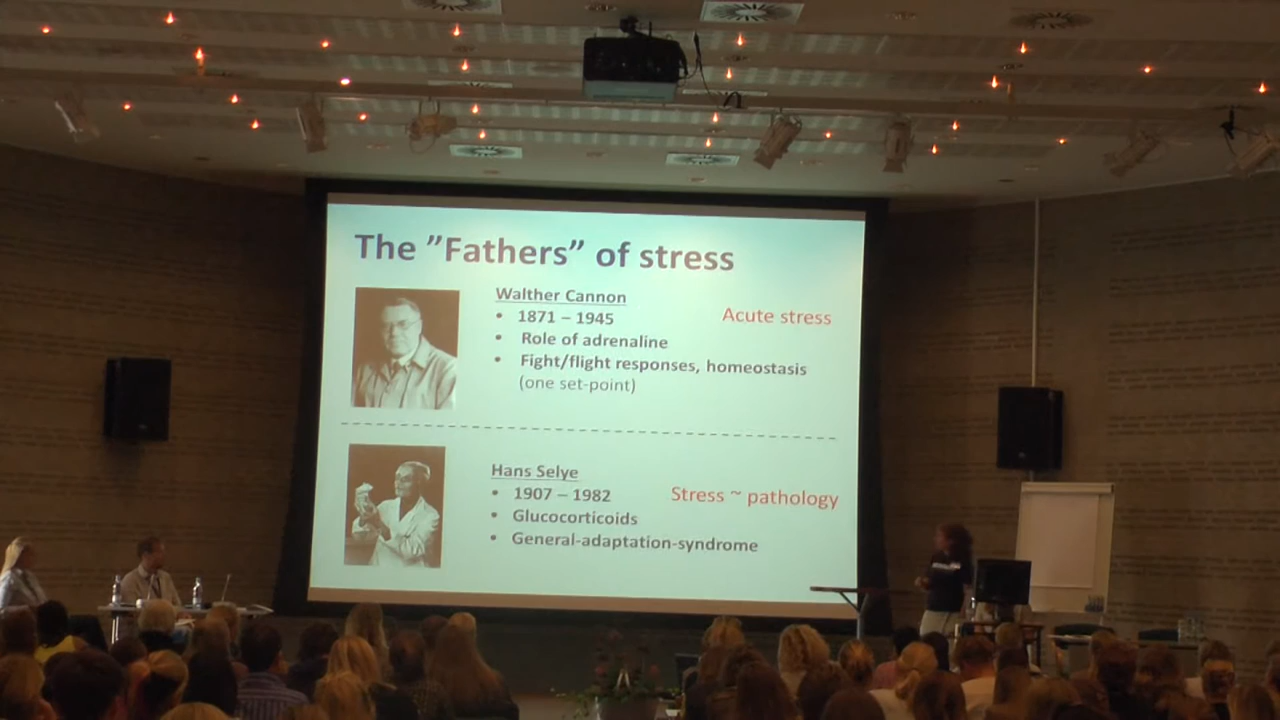 The ”Fathers” of stress
Walther Cannon
• 1871 – 1945
Acute stress
• Role of adrenaline
• Fight/flight responses, homeostasis
(one set-point)
Hans Selye
• 1907 – 1982
Stress ~ pathology
• Glucocorticoids
• General-adaptation-syndrome